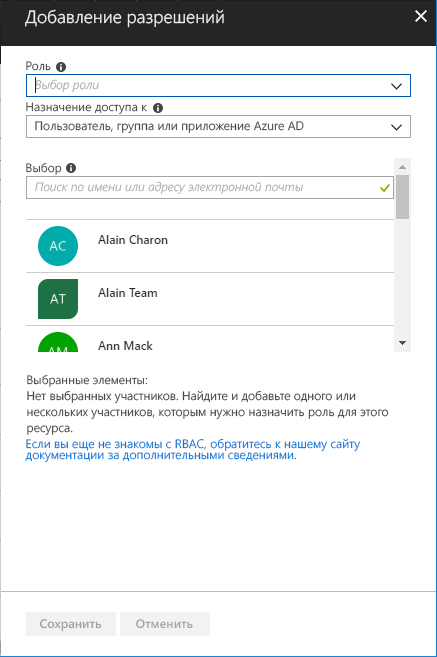 Добавление разрешений
Роль
Выбор роли
Назначение доступа к
Пользователь, группа или приложение Azure AD
Выбор
Поиск по имени или адресу электронной почты
AC
Alain Charon
AT
Alain Team
AM
Ann Mack
Выбранные элементы:
Нет выбранных участников. Найдите и добавьте одного или
нескольких участников, которым нужно назначить роль для этого
ресурса.
Если вы еще не знакомы с RBAC, обратитесь к нашему сайту
документации за дополнительными сведениями.
Сохранить
Отменить